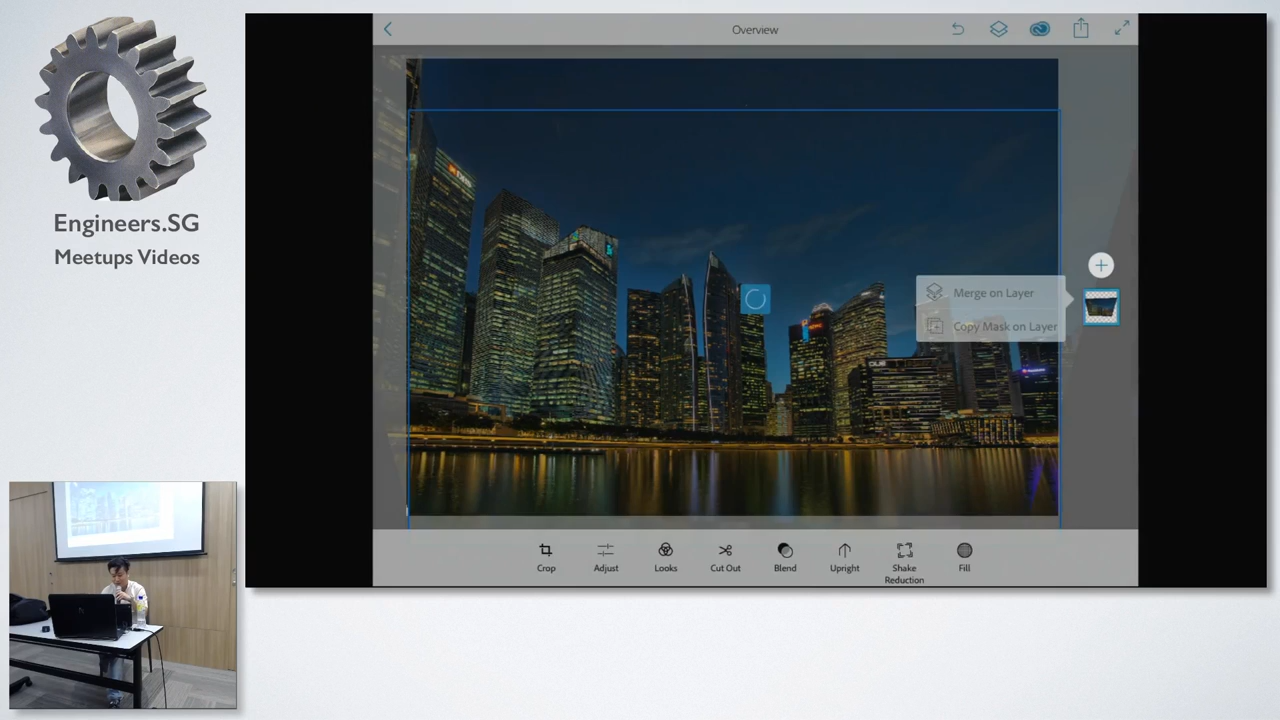 Engineers.SG
Meetups Videos
Overview
Merge on Layer
Copy Mask on Layer
Crop
Adjust
Looks
Cut Out
Blend
Upright
Shake
Reduction
Fill